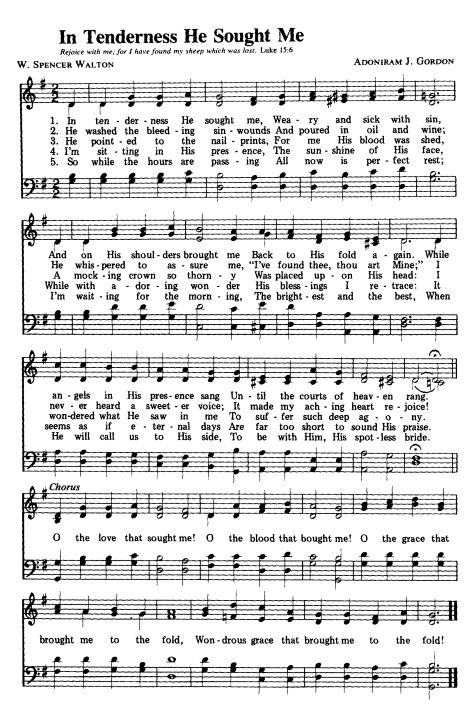 In Tenderness He Sought Me
Rejoice with me; for I have found my sheep which was lost. Luke 15:6
W. SPENCER WALTON ADONIRAM J. GORDON
1. In ten - der - ness He sought me, Wea - ry and sick with sin,
2. He washed the bleed - ing sin - wounds And poured in oil and wine;
3. He point - ed to the nail - prints, For me His blood was shed,
4. I'm sit - ting in His pres - ence, The sun - shine of His face,
5. So while the hours are pass - ing All now is per - fect rest;
And on His shoul - ders brought me Back to His fold a - gain. While
He whis - pered to as - sure me, "I've found thee, thou art Mine;" I
A mock - ing crown so thorn - y Was placed up - on His head: I
While with a - dor - ing won - der His bless - ings I re - trace: It
I'm wait - ing for the morn - ing, The bright - est and the best, When
an - gels in His pres - ence sang Un - til the courts of heav - en rang.
nev - er heard a sweet - er voice; It made my ach - ing heart re - joice!
wondered what He saw in me To suf - fer such deep ag - o - ny.
seems as if e - ter - nal days Are far too short to sound His praise.
He will call us to His side, To be with Him, His spot - less bride.
Chorus
O the love that sought me! O the blood that bought me! O the grace that
brought me to the fold, Won - drous grace that brought me to the fold!